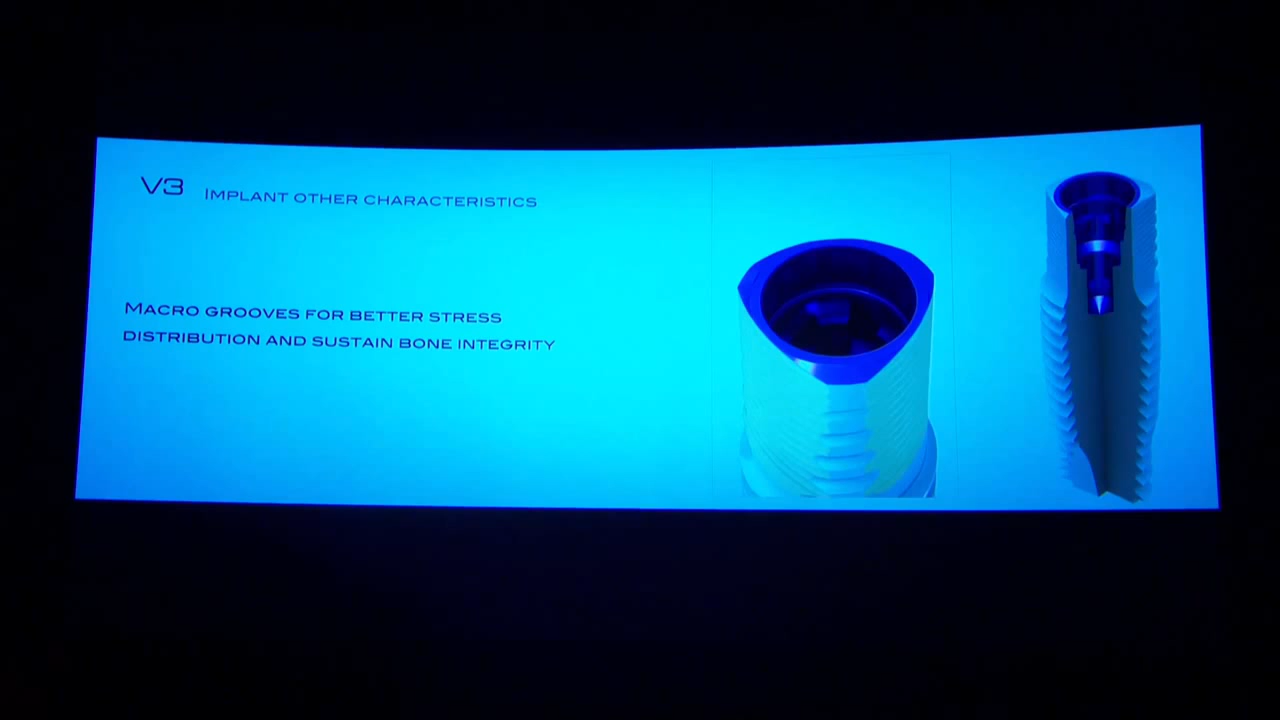 V3 Implant other characteristics
Macro grooves for better stress
distribution and sustain bone integrity